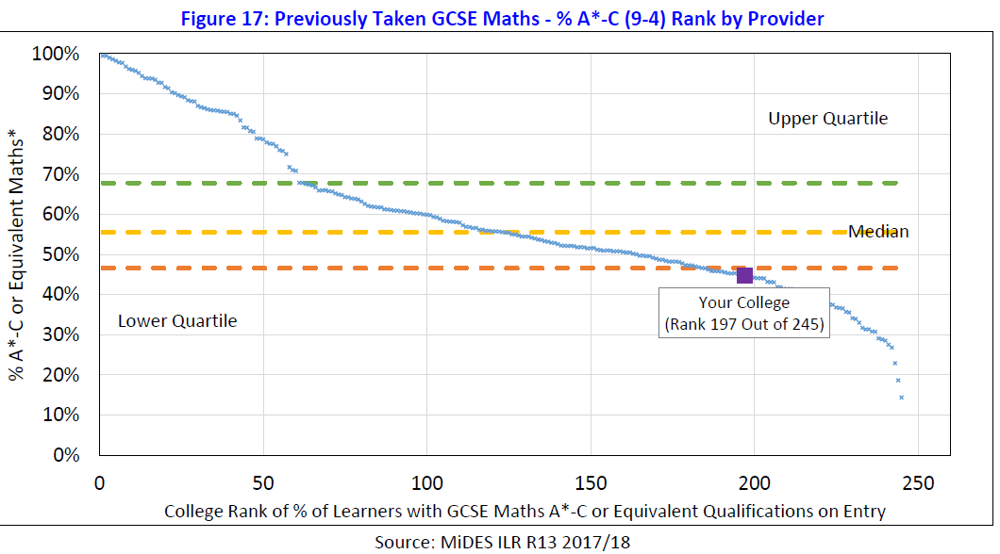 Figure 17: Previously Taken GCSE Maths - % A*-C (9-4) Rank by Provider
% A*-C or Equivalent Maths*
100%
90%
80%
70%
60%
50%
40%
30%
20%
10%
0%
Upper Quartile
Median
Your College
(Rank 197 Out of 245)
Lower Quartile
0
50
100
150
200
250
College Rank of % of Learners with GCSE Maths A*-C or Equivalent Qualifications on Entry
Source: MiDES ILR R13 2017/18